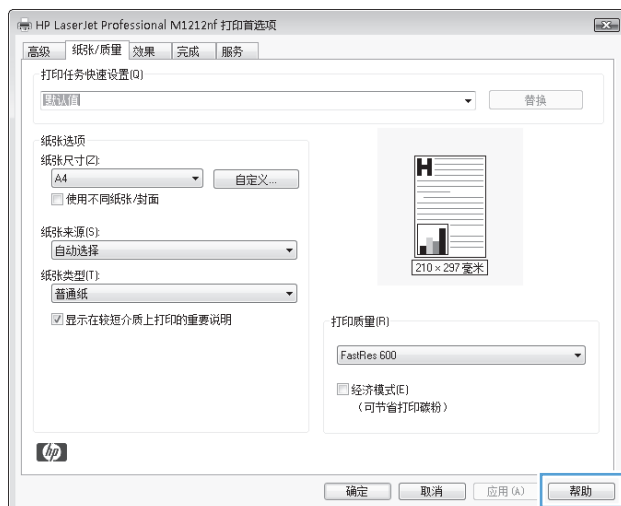 HP LaserJet Professional M1212nf 打印首选项
高级 纸张/质量 效果 完成 服务
打印任务快速设置(Q)
默认值 替换
纸张选项
纸张尺寸(Z):
A4 自定义...
使用不同纸张/封面
纸张来源(S):
自动选择
纸张类型(T):
普通纸
显示在较短介质上打印的重要说明
H
210 × 297 毫米
打印质量(R)
FastRes 600
经济模式(E)
(可节省打印碳粉)
hp
确定 取消 应用(A) 帮助